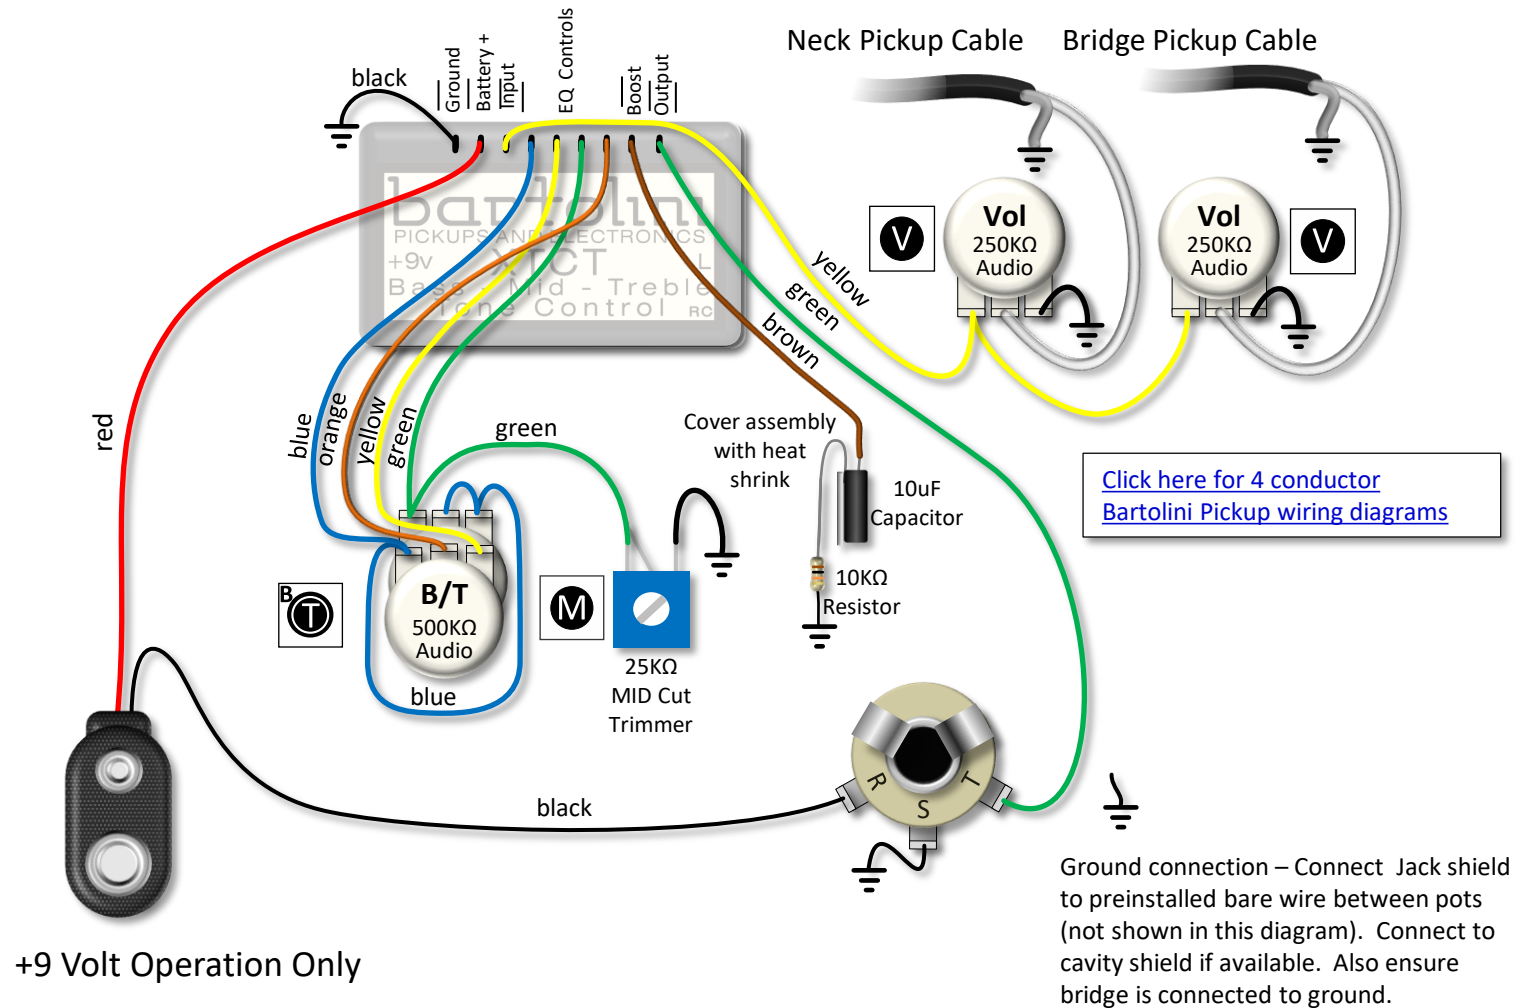 Neck Pickup Cable
Bridge Pickup Cable
black
Ground
Battery +
Input
EQ Controls
Boost
Output
bartolini
PICKUPS AND ELECTRONICS
+9v XTCT L
Bass - Mid - Treble
Tone Control RC
V
Vol
250KΩ
Audio
Vol
250KΩ
Audio
V
yellow
green
brown
red
blue
orange
yellow
green
green
Cover assembly
with heat
shrink
10uF
Capacitor
10KΩ
Resistor
Click here for 4 conductor
Bartolini Pickup wiring diagrams
B
T
B/T
500KΩ
Audio
blue
M
25KΩ
MID Cut
Trimmer
black
R
S
T
Ground connection – Connect Jack shield
to preinstalled bare wire between pots
(not shown in this diagram). Connect to
cavity shield if available. Also ensure
bridge is connected to ground.
+9 Volt Operation Only